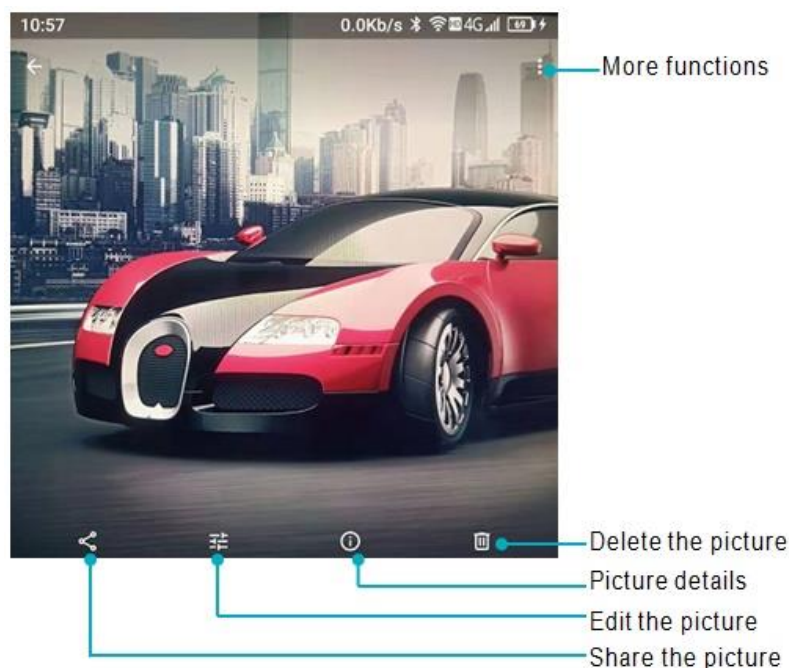 10:57 0.0Kb/s HD 4G 69
More functions
Delete the picture
Picture details
Edit the picture
Share the picture